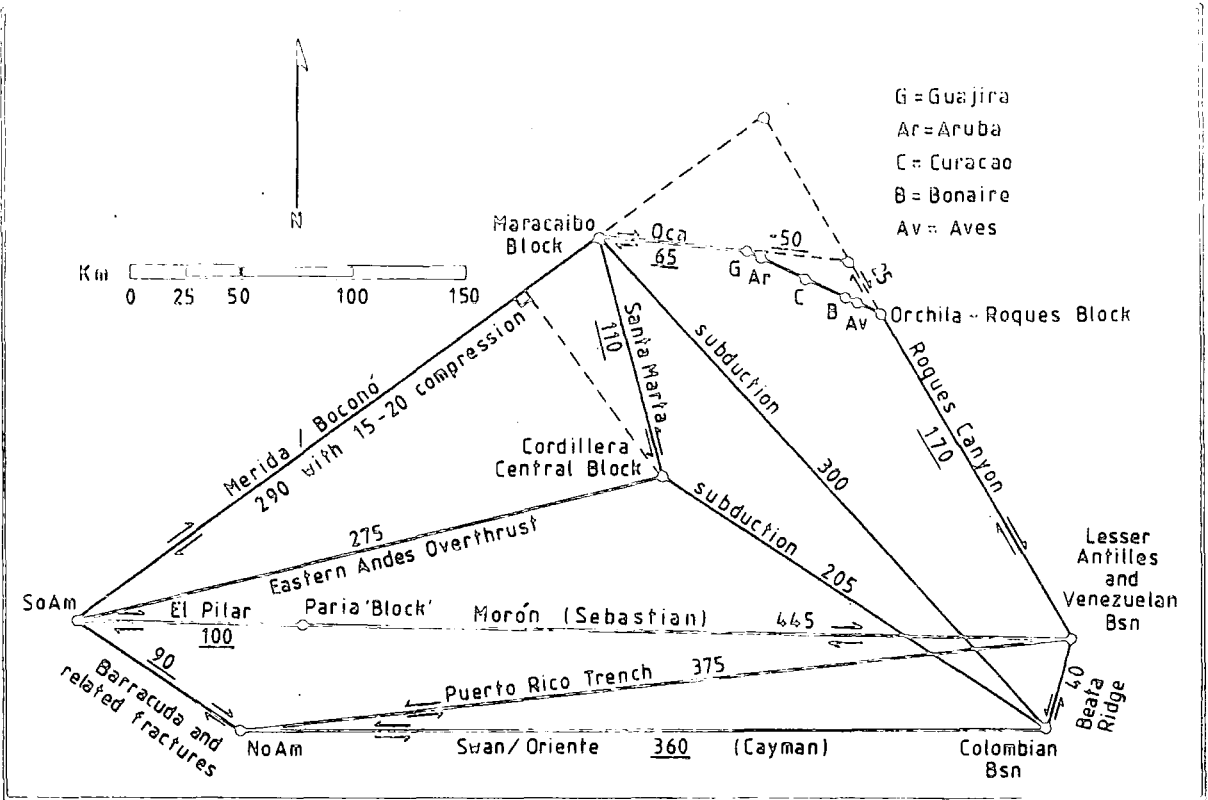 G = Guajira
Ar = Aruba
C = Curacao
B = Bonaire
Av = Aves
N
Km
0 25 50 100 150
Maracaibo
Block
Oca
65
50
35
G
Ar
C
B
Av
Orchila - Roques Block
Merida / Boconó
290 with 15-20 compression
Santa Marta
110
subduction
300
Roques Canyon
170
Cordillera
Central Block
subduction
205
275
Eastern Andes Overthrust
Lesser
Antilles
and
Venezuelan
Bsn
SoAm
El Pilar
100
Paria 'Block'
Morón (Sebastian)
445
90
Barracuda and
related fractures
Puerto Rico Trench
375
40
Beata
Ridge
NoAm
Swan / Oriente
360
(Cayman)
Colombian
Bsn